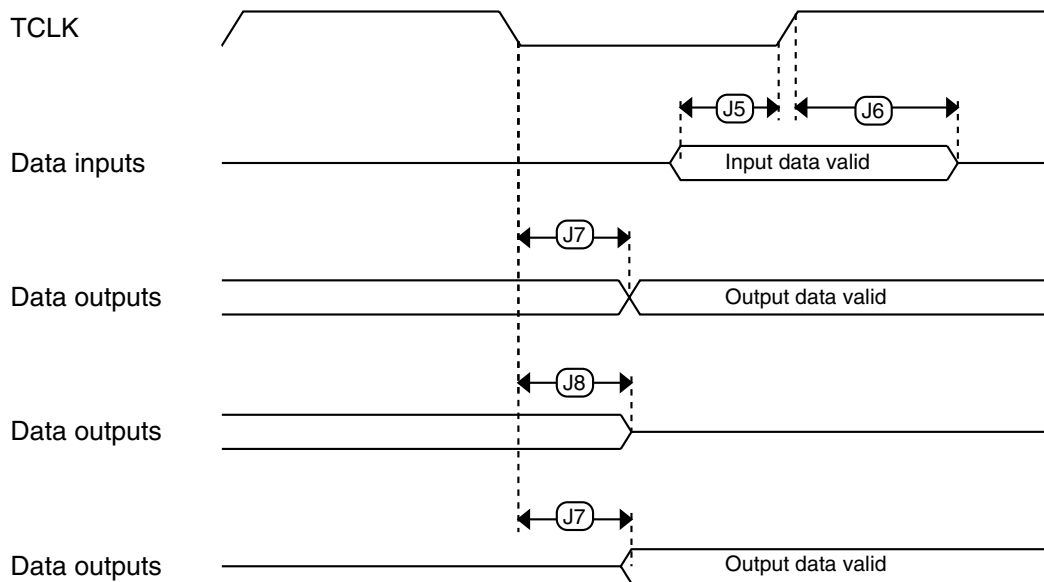 TCLK
J5
J6
Data inputs
Input data valid
J7
Data outputs
Output data valid
J8
Data outputs
J7
Data outputs
Output data valid